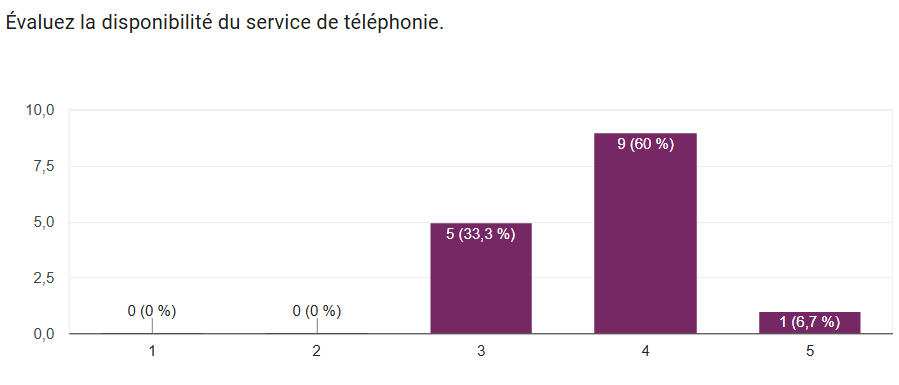 Évaluez la disponibilité du service de téléphonie.
10,0
7,5
5,0
2,5
0,0
0 (0 %)
0 (0 %)
5 (33,3 %)
9 (60 %)
1 (6,7 %)
1
2
3
4
5